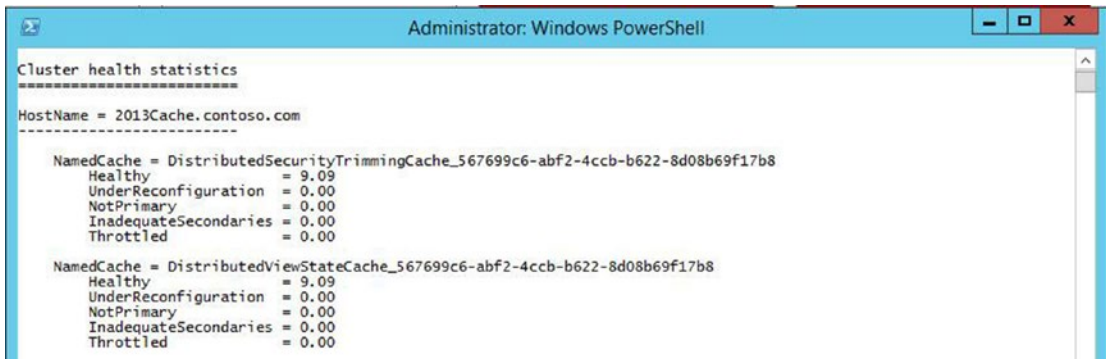 Administrator: Windows PowerShell
Cluster health statistics
=========================
HostName = 2013Cache.contoso.com
-------------------------
NamedCache = DistributedSecurityTrimmingCache_567699c6-abf2-4ccb-b622-8d08b69f17b8
Healthy = 9.09
UnderReconfiguration = 0.00
NotPrimary = 0.00
InadequateSecondaries = 0.00
Throttled = 0.00
NamedCache = DistributedViewStateCache_567699c6-abf2-4ccb-b622-8d08b69f17b8
Healthy = 9.09
UnderReconfiguration = 0.00
NotPrimary = 0.00
InadequateSecondaries = 0.00
Throttled = 0.00